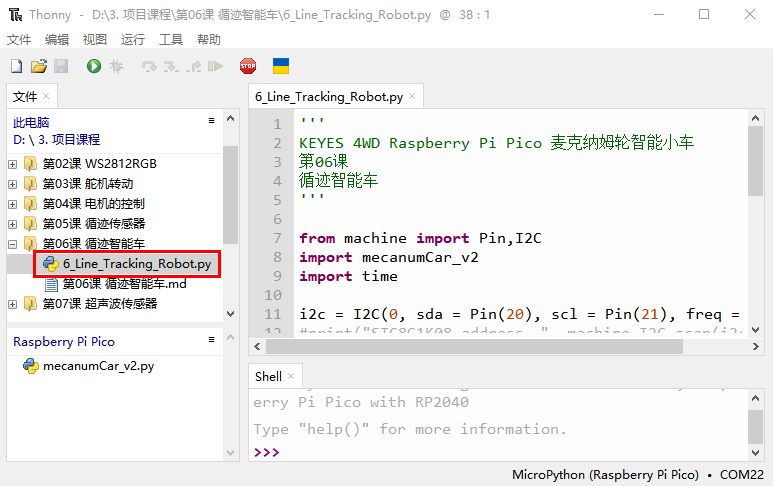 Thonny - D:\3. 项目课程\第06课 循迹智能车\6_Line_Tracking_Robot.py @ 38 : 1
文件 编辑 视图 运行 工具 帮助
STOP
文件 ×
此电脑
D: \ 3. 项目课程
第02课 WS2812RGB
第03课 舵机转动
第04课 电机的控制
第05课 循迹传感器
第06课 循迹智能车
6_Line_Tracking_Robot.py
第06课 循迹智能车.md
第07课 超声波传感器
Raspberry Pi Pico
mecanumCar_v2.py
6_Line_Tracking_Robot.py ×
1 '''
2 KEYES 4WD Raspberry Pi Pico 麦克纳姆轮智能小车
3 第06课
4 循迹智能车
5 '''
6
7 from machine import Pin,I2C
8 import mecanumCar_v2
9 import time
10
11 i2c = I2C(0, sda = Pin(20), scl = Pin(21), freq =
12
Shell ×
erry Pi Pico with RP2040
Type "help()" for more information.
>>>
MicroPython (Raspberry Pi Pico) • COM22